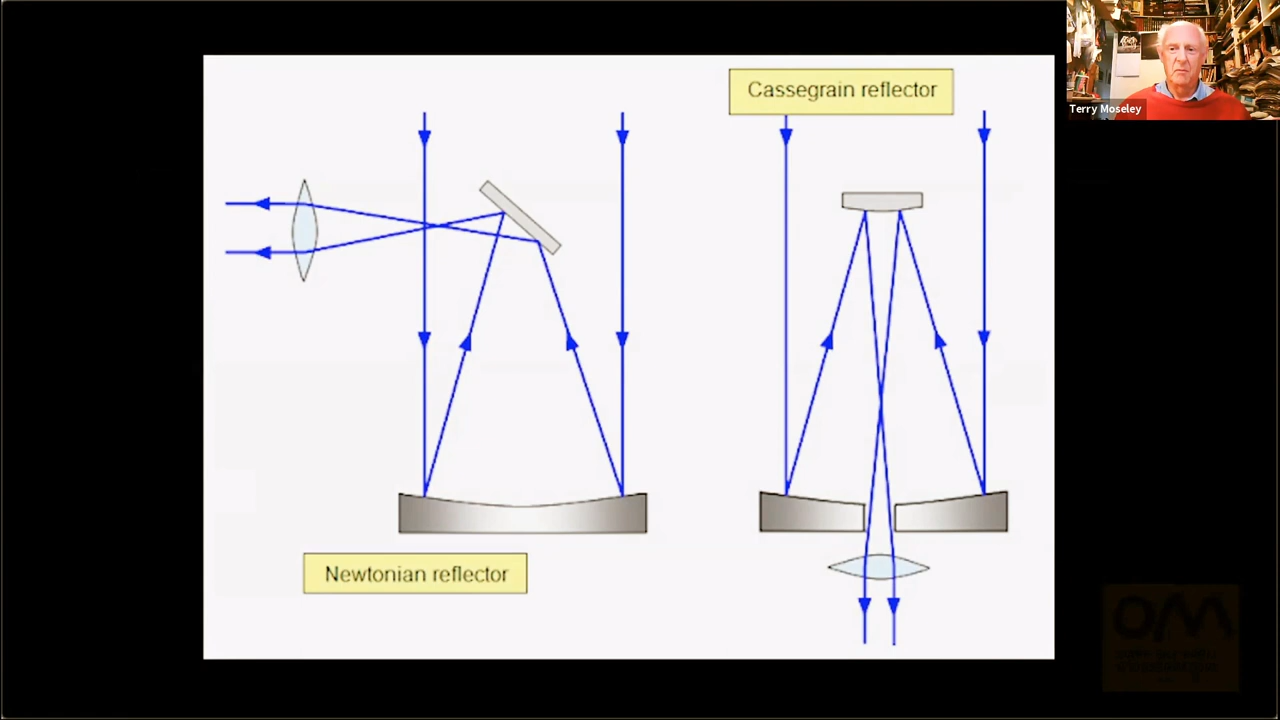 Cassegrain reflector
Terry Moseley
Newtonian reflector